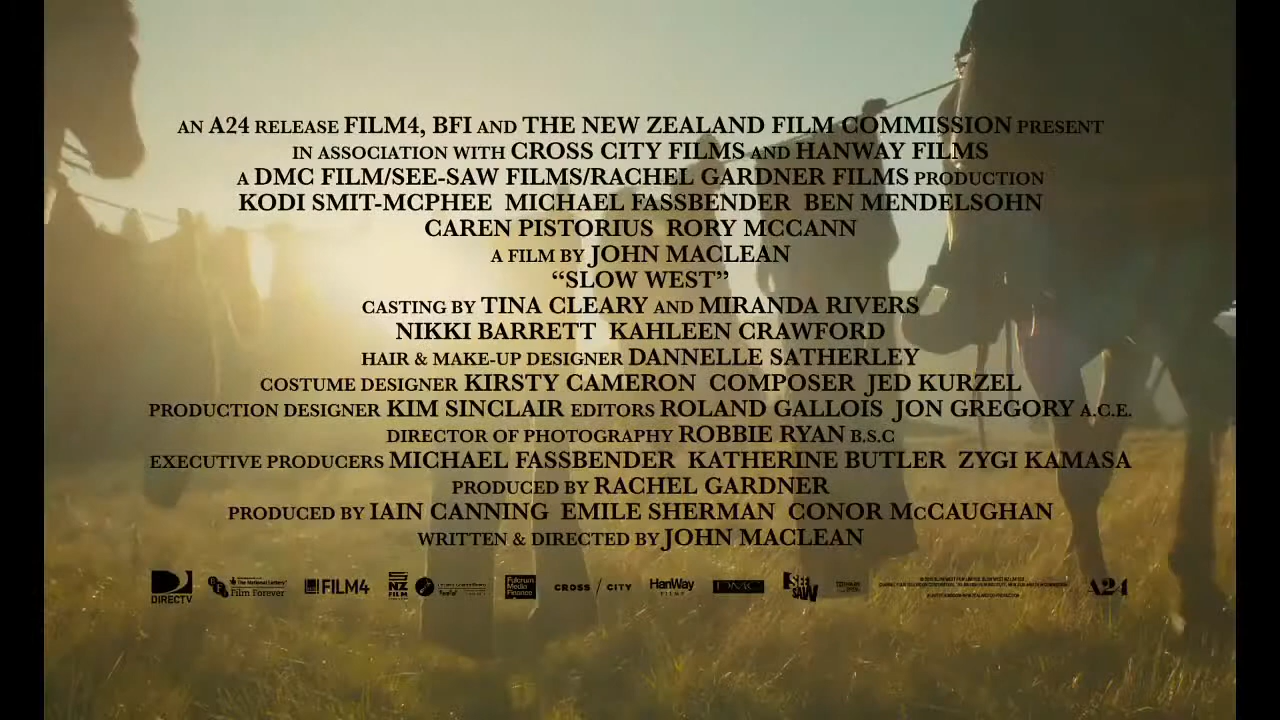 AN A24 RELEASE FILM4, BFI AND THE NEW ZEALAND FILM COMMISSION PRESENT
IN ASSOCIATION WITH CROSS CITY FILMS AND HANWAY FILMS
A DMC FILM/SEE-SAW FILMS/RACHEL GARDNER FILMS PRODUCTION
KODI SMIT-MCPHEE MICHAEL FASSBENDER BEN MENDELSOHN
CAREN PISTORIUS RORY MCCANN
A FILM BY JOHN MACLEAN
“SLOW WEST”
CASTING BY TINA CLEARY AND MIRANDA RIVERS
NIKKI BARRETT KAHLEEN CRAWFORD
HAIR & MAKE-UP DESIGNER DANNELLE SATHERLEY
COSTUME DESIGNER KIRSTY CAMERON COMPOSER JED KURZEL
PRODUCTION DESIGNER KIM SINCLAIR EDITORS ROLAND GALLOIS JON GREGORY A.C.E.
DIRECTOR OF PHOTOGRAPHY ROBBIE RYAN B.S.C
EXECUTIVE PRODUCERS MICHAEL FASSBENDER KATHERINE BUTLER ZYGI KAMASA
PRODUCED BY RACHEL GARDNER
PRODUCED BY IAIN CANNING EMILE SHERMAN CONOR McCAUGHAN
WRITTEN & DIRECTED BY JOHN MACLEAN
DIRECTV
BFI Film Forever
FILM4
NZ FILM
Fulcrum Media Finance
CROSS / CITY
HanWay FILMS
DMC
SEE SAW
A24